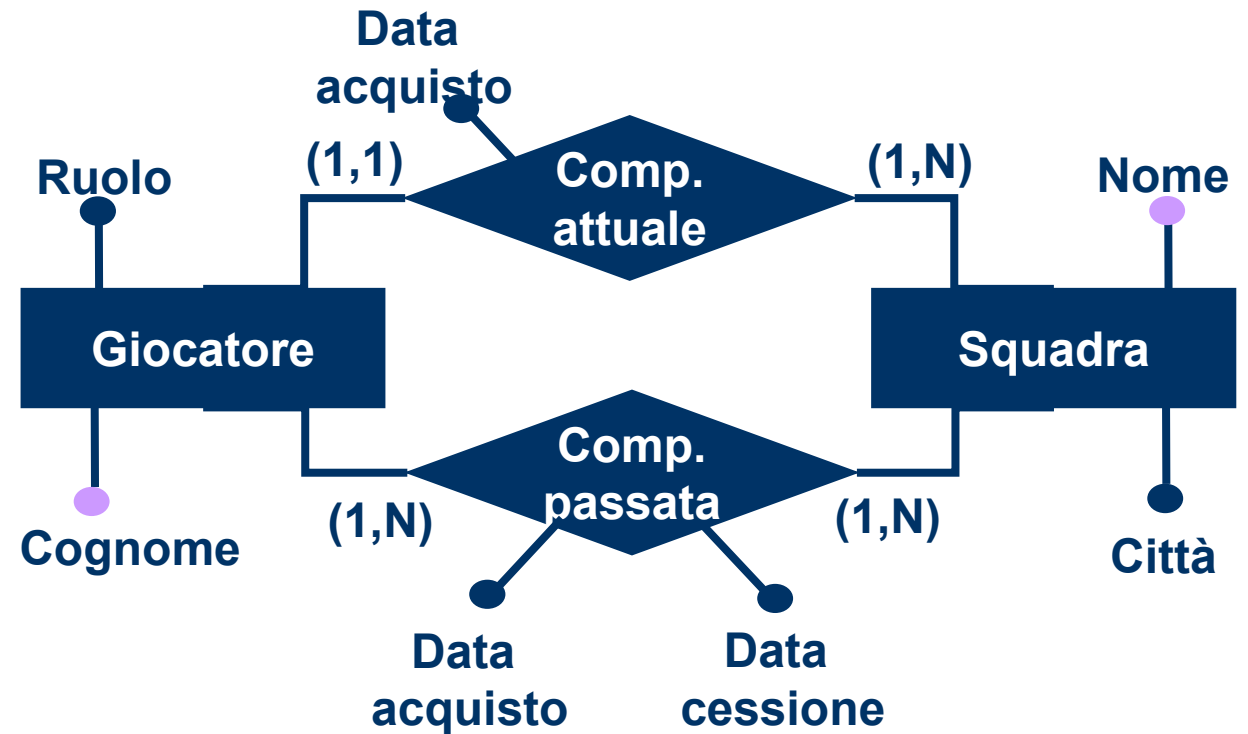 Data
acquisto
(1,1)
(1,N)
Ruolo
Comp.
attuale
Nome
Giocatore
Squadra
Comp.
passata
(1,N)
(1,N)
Cognome
Città
Data
acquisto
Data
cessione